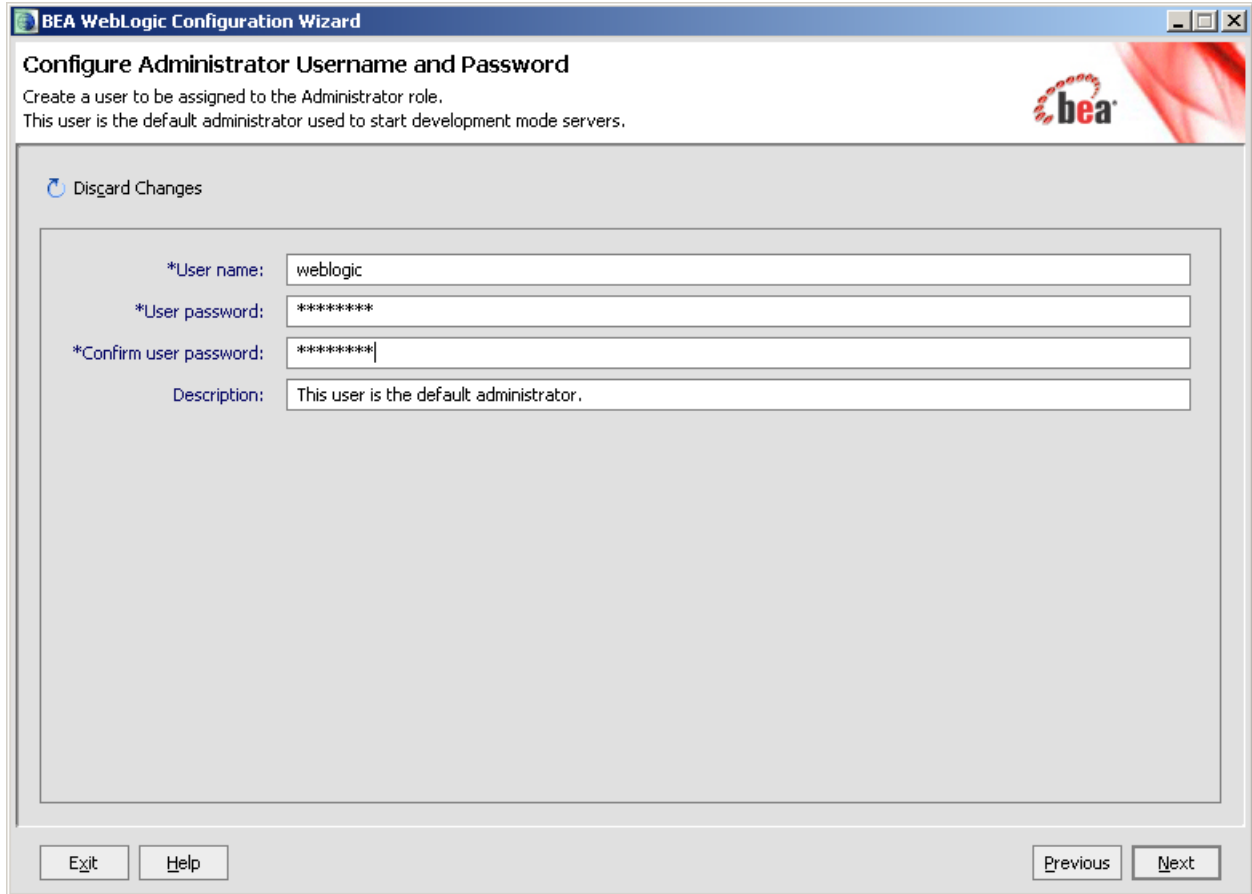 BEA WebLogic Configuration Wizard
Configure Administrator Username and Password
Create a user to be assigned to the Administrator role.
This user is the default administrator used to start development mode servers.
bea
Discard Changes
*User name: weblogic
*User password: ********
*Confirm user password: ********
Description: This user is the default administrator.
Exit Help Previous Next